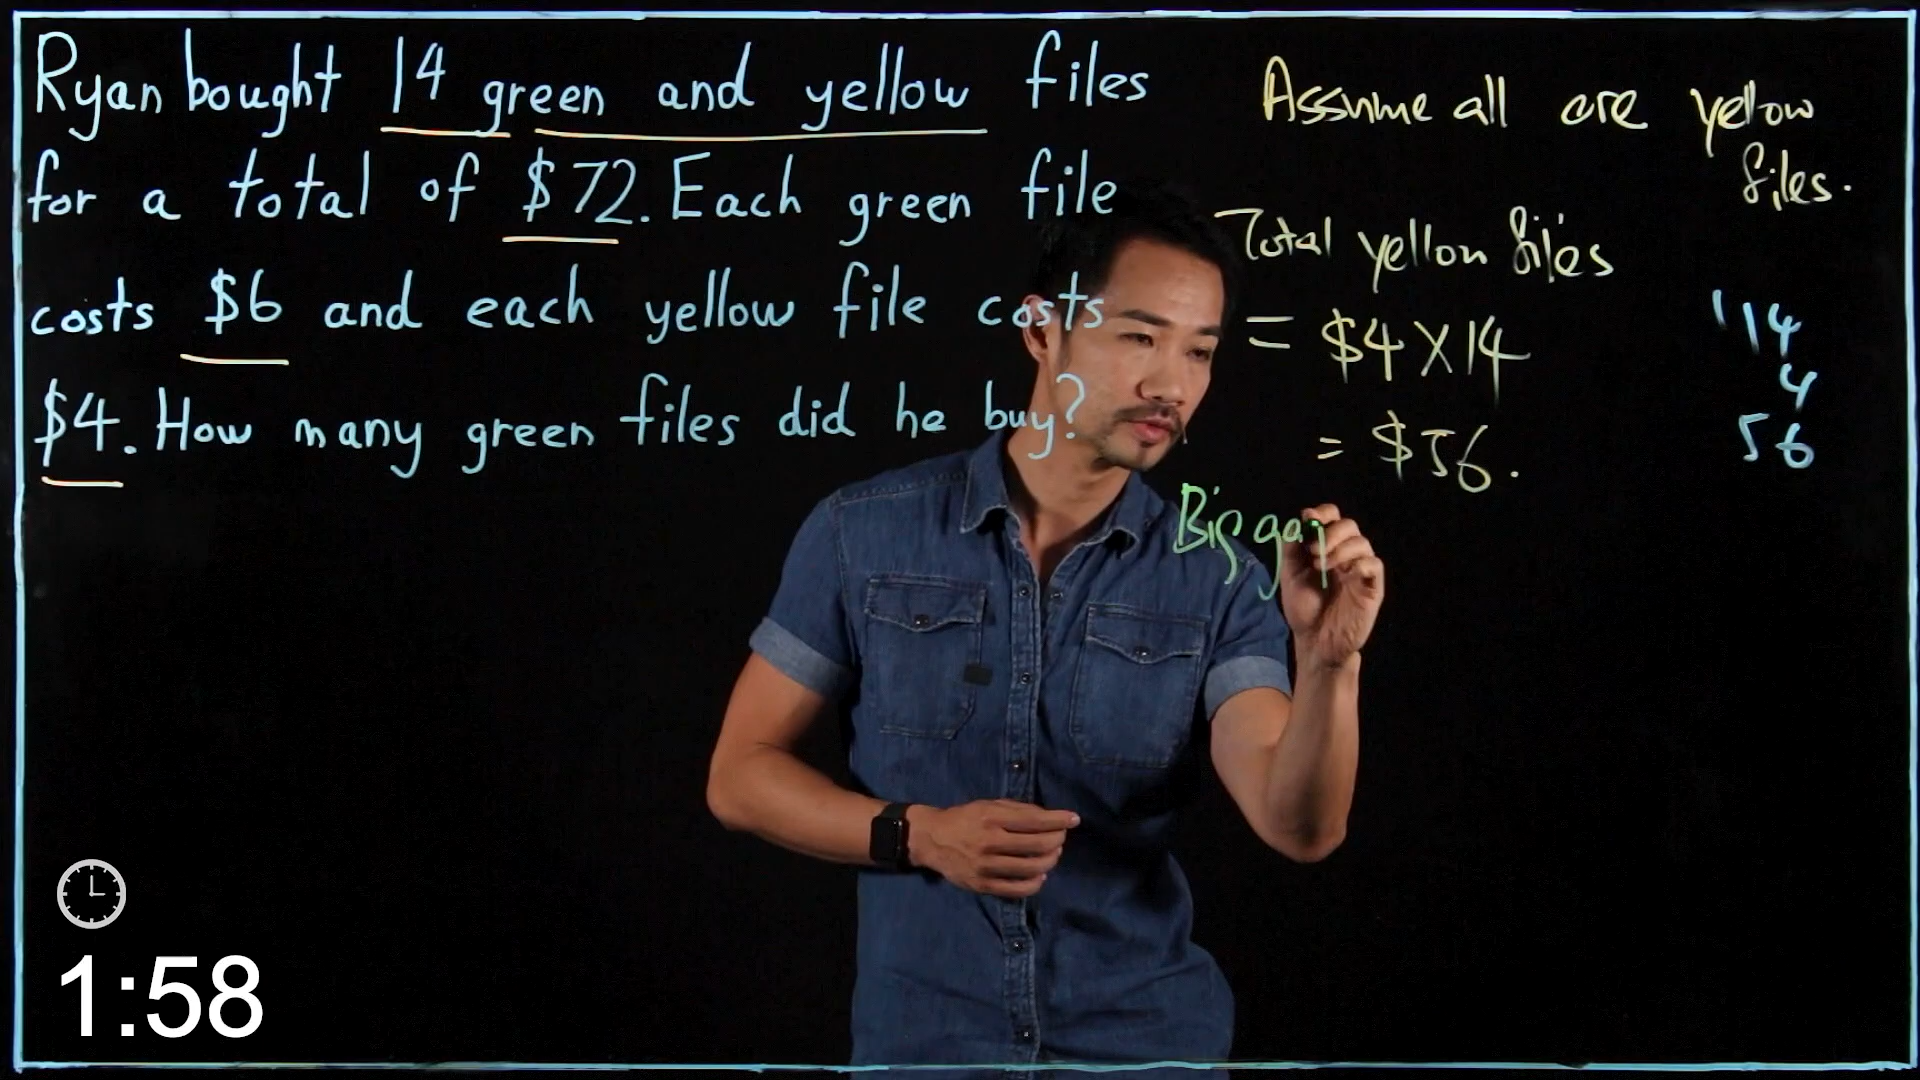 Ryan bought 14 green and yellow files
for a total of $72. Each green file
costs $6 and each yellow file costs
$4. How many green files did he buy?
Assume all are yellow
files.
Total yellow files
= $4 X 14
= $56.
14
4
56
Big gap
1:58